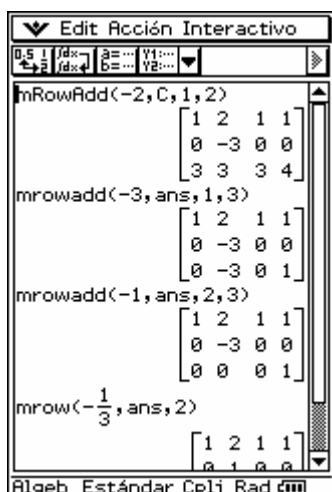 Edit Acción Interactivo
mRowAdd(-2,C,1,2)
[1 2 1 1]
[0 -3 0 0]
[3 3 3 4]
mrowadd(-3,ans,1,3)
[1 2 1 1]
[0 -3 0 0]
[0 -3 0 1]
mrowadd(-1,ans,2,3)
[1 2 1 1]
[0 -3 0 0]
[0 0 0 1]
mrow(-1/3,ans,2)
[1 2 1 1]
Algeb Estándar Cplj Rad